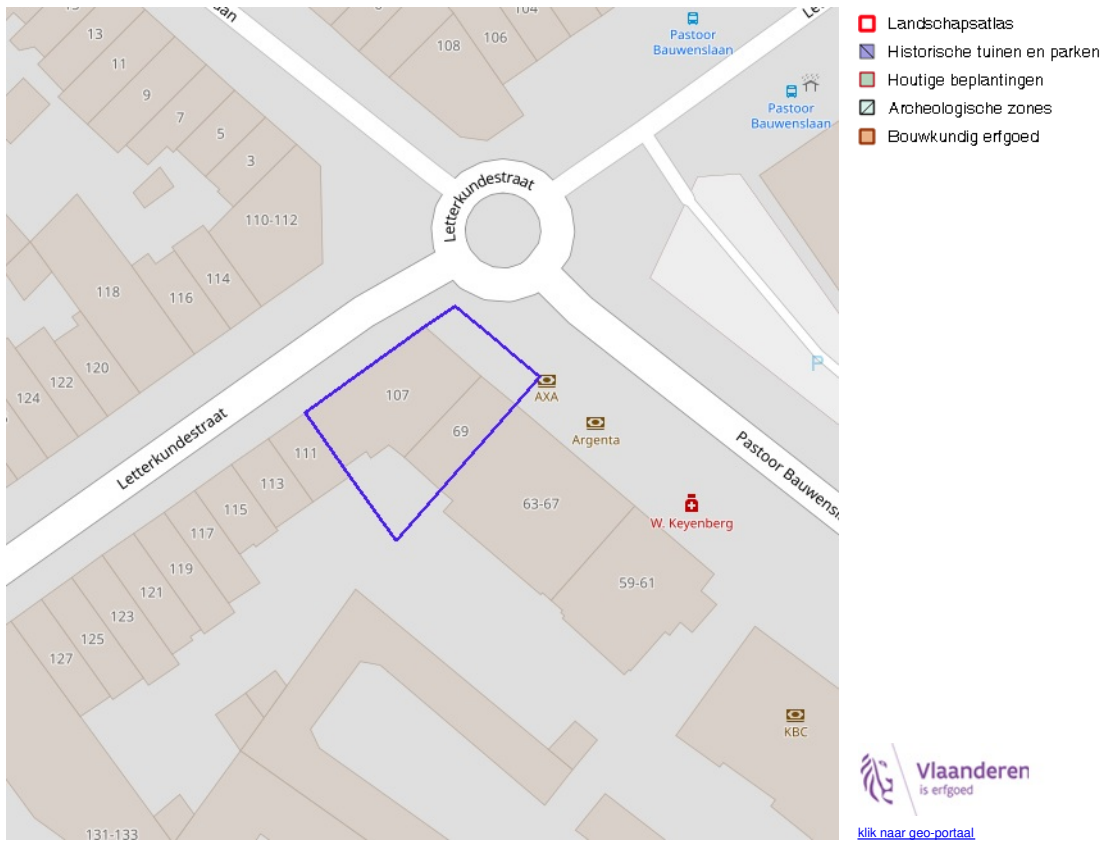 13
11
9
7
5
3
110-112
108
106
104
Pastoor
Bauwenslaan
Pastoor
Bauwenslaan
Letterkundestraat
118
116
114
124
122
120
Letterkundestraat
107
69
111
113
115
117
119
121
123
125
127
131-133
AXA
Argenta
63-67
59-61
W. Keyenberg
KBC
P
Landschapsatlas
Historische tuinen en parken
Houtige beplantingen
Archeologische zones
Bouwkundig erfgoed
Vlaanderen
is erfgoed
klik naar geo-portaal